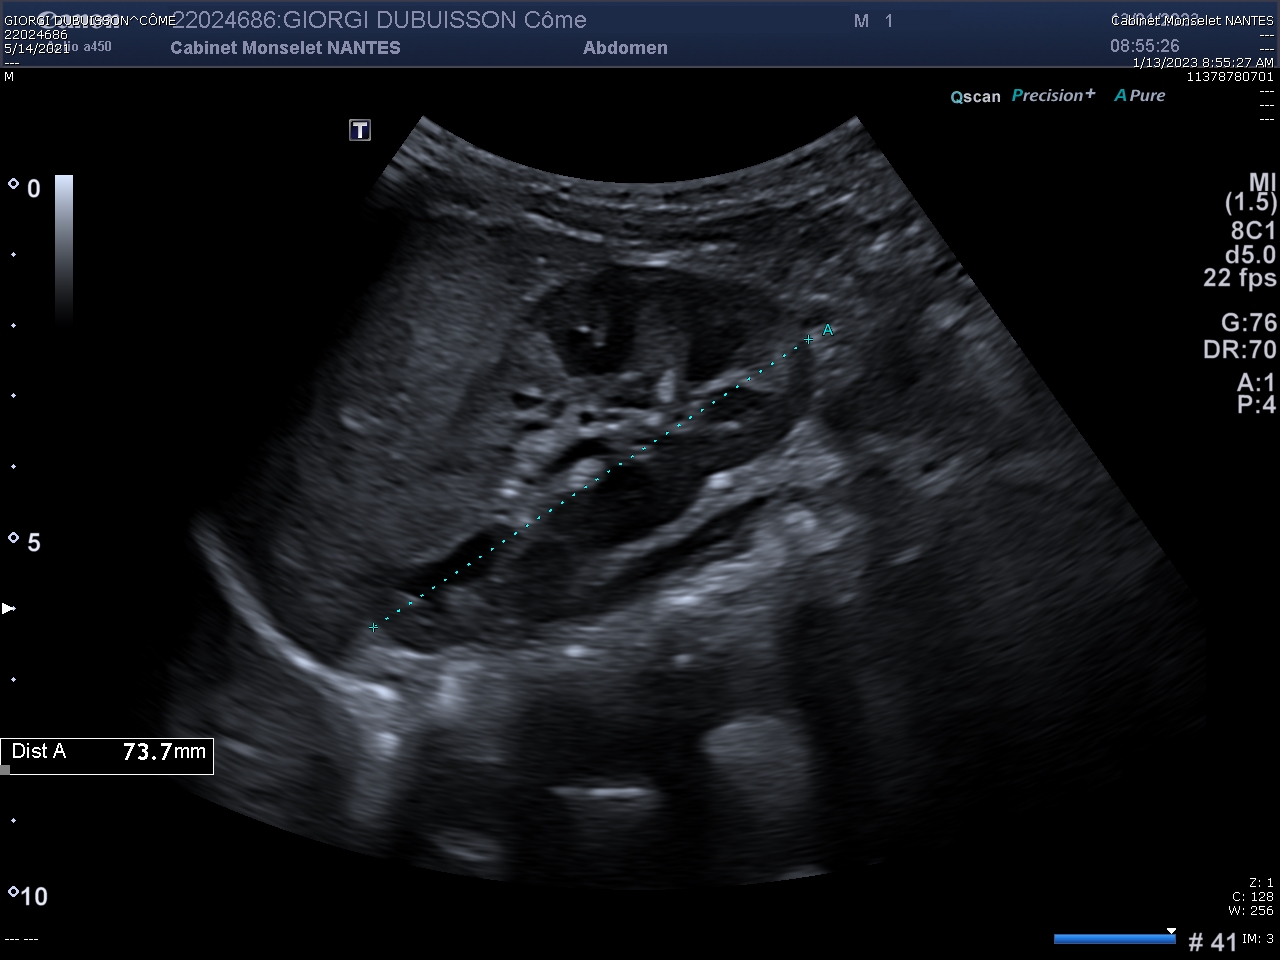 22024686:GIORGI DUBUISSON Côme M 1
GIORGI DUBUISSON^CÔME
22024686
a450
5/14/2021
---
M
Cabinet Monselet NANTES Abdomen
Cabinet Monselet NANTES
---
08:55:26
---
1/13/2023 8:55:27 AM
11378780701
---
---
---
Qscan Precision+ A Pure
T
0
5
10
MI
(1.5)
8C1
d5.0
22 fps
G:76
DR:70
A:1
P:4
A
Dist A 73.7mm
Z: 1
C: 128
W: 256
# 41 IM: 3
--- ---